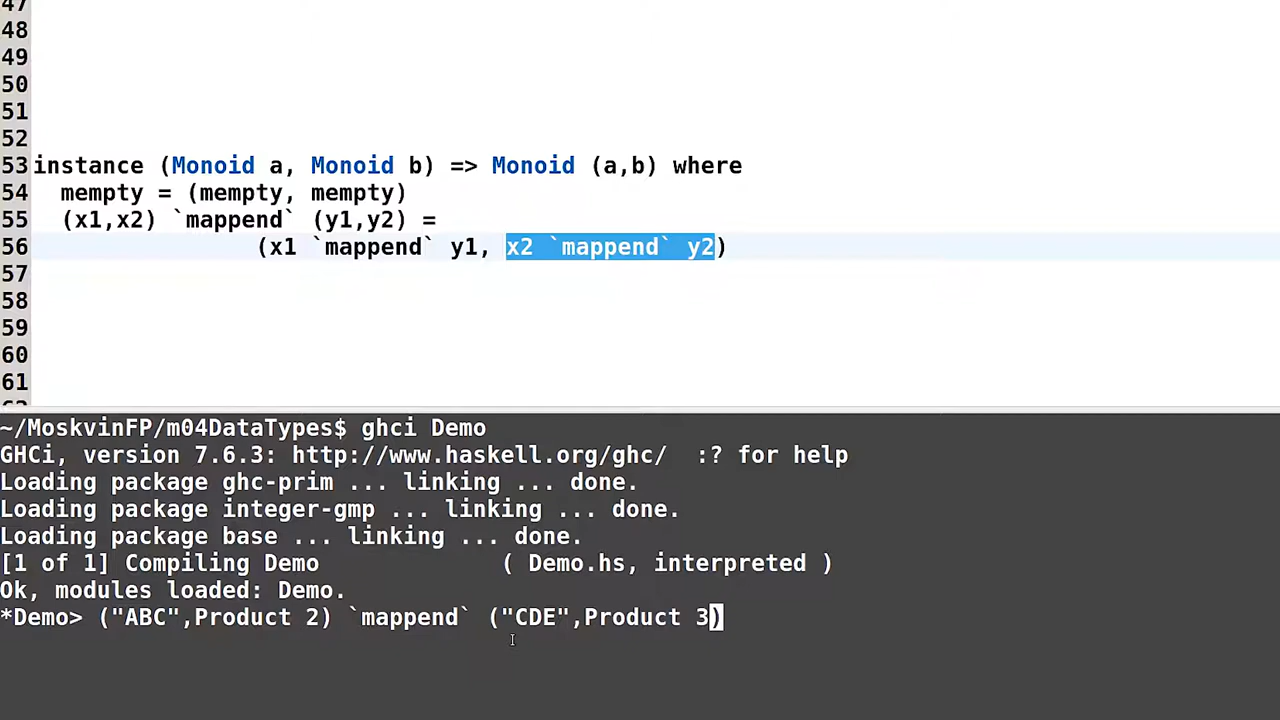 47
48
49
50
51
52
53 instance (Monoid a, Monoid b) => Monoid (a,b) where
54   mempty = (mempty, mempty)
55   (x1,x2) `mappend` (y1,y2) =
56                 (x1 `mappend` y1, x2 `mappend` y2)
57
58
59
60
61
~/MoskvinFP/m04DataTypes$ ghci Demo
GHCi, version 7.6.3: http://www.haskell.org/ghc/  :? for help
Loading package ghc-prim ... linking ... done.
Loading package integer-gmp ... linking ... done.
Loading package base ... linking ... done.
[1 of 1] Compiling Demo             ( Demo.hs, interpreted )
Ok, modules loaded: Demo.
*Demo> ("ABC",Product 2) `mappend` ("CDE",Product 3)